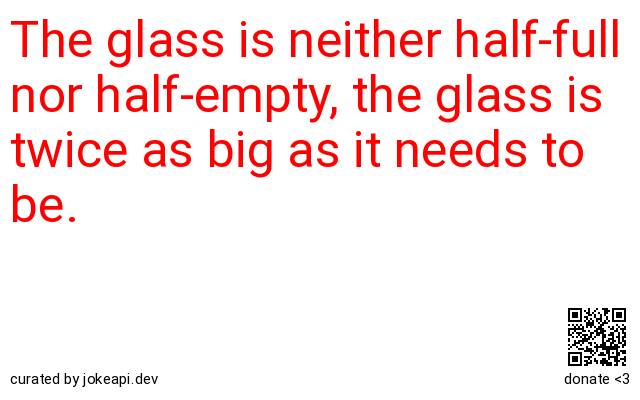 The glass is neither half-full
nor half-empty, the glass is
twice as big as it needs to
be.
curated by jokeapi.dev
donate <3